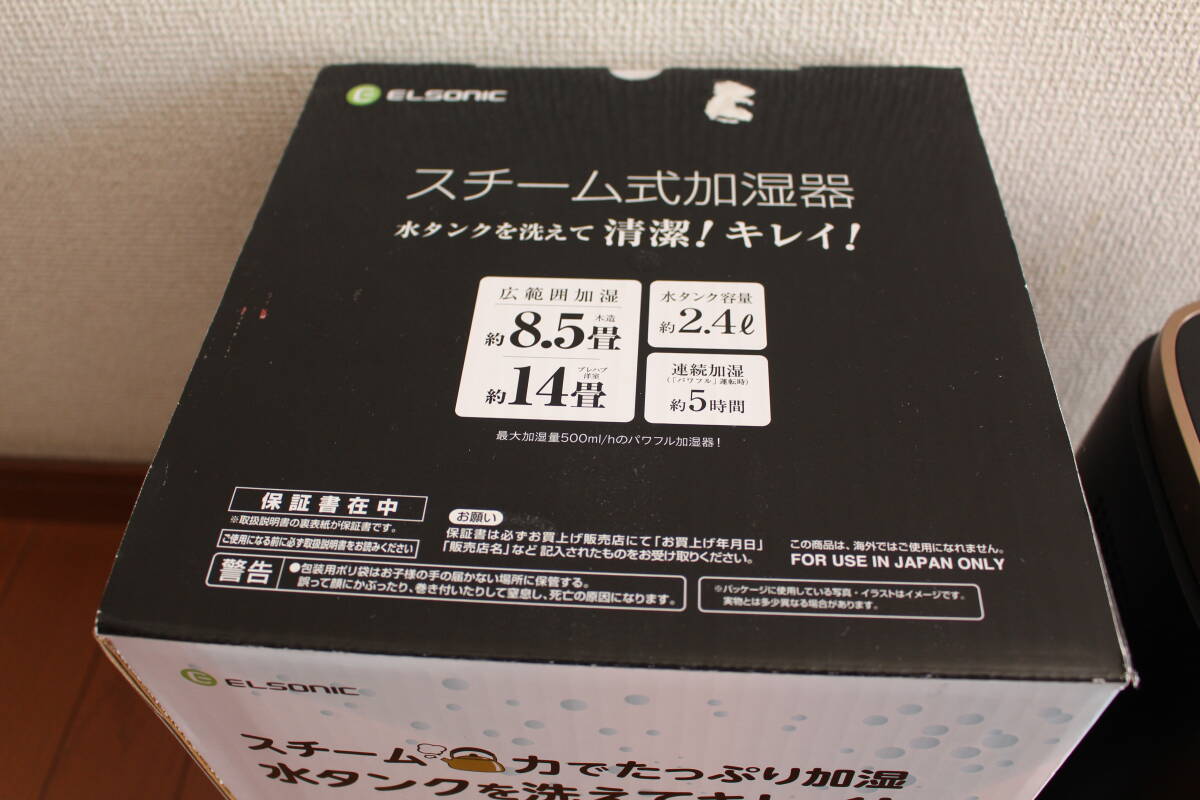 ELSONIC
スチーム式加湿器
水タンクを洗えて 清潔！キレイ！
広範囲加湿
約8.5畳 木造
約14畳 プレハブ洋室
水タンク容量
約2.4ℓ
連続加湿
(「パワフル」運転時)
約5時間
最大加湿量500ml/hのパワフル加湿器！
保証書在中
※取扱説明書の裏表紙が保証書です。
ご使用になる前に必ず取扱説明書をお読みください
お願い
保証書は必ずお買上げ販売店にて「お買上げ年月日」
「販売店名」など記入されたものをお受け取りください。
この商品は、海外ではご使用になれません。
FOR USE IN JAPAN ONLY
警告
●包装用ポリ袋はお子様の手の届かない場所に保管する。
誤って顔にかぶったり、巻き付いたりして窒息し、死亡の原因になります。
※パッケージに使用している写真・イラストはイメージです。
実物とは多少異なる場合があります。
ELSONIC
スチーム力でたっぷり加湿
水タンクを洗えてキレイ！